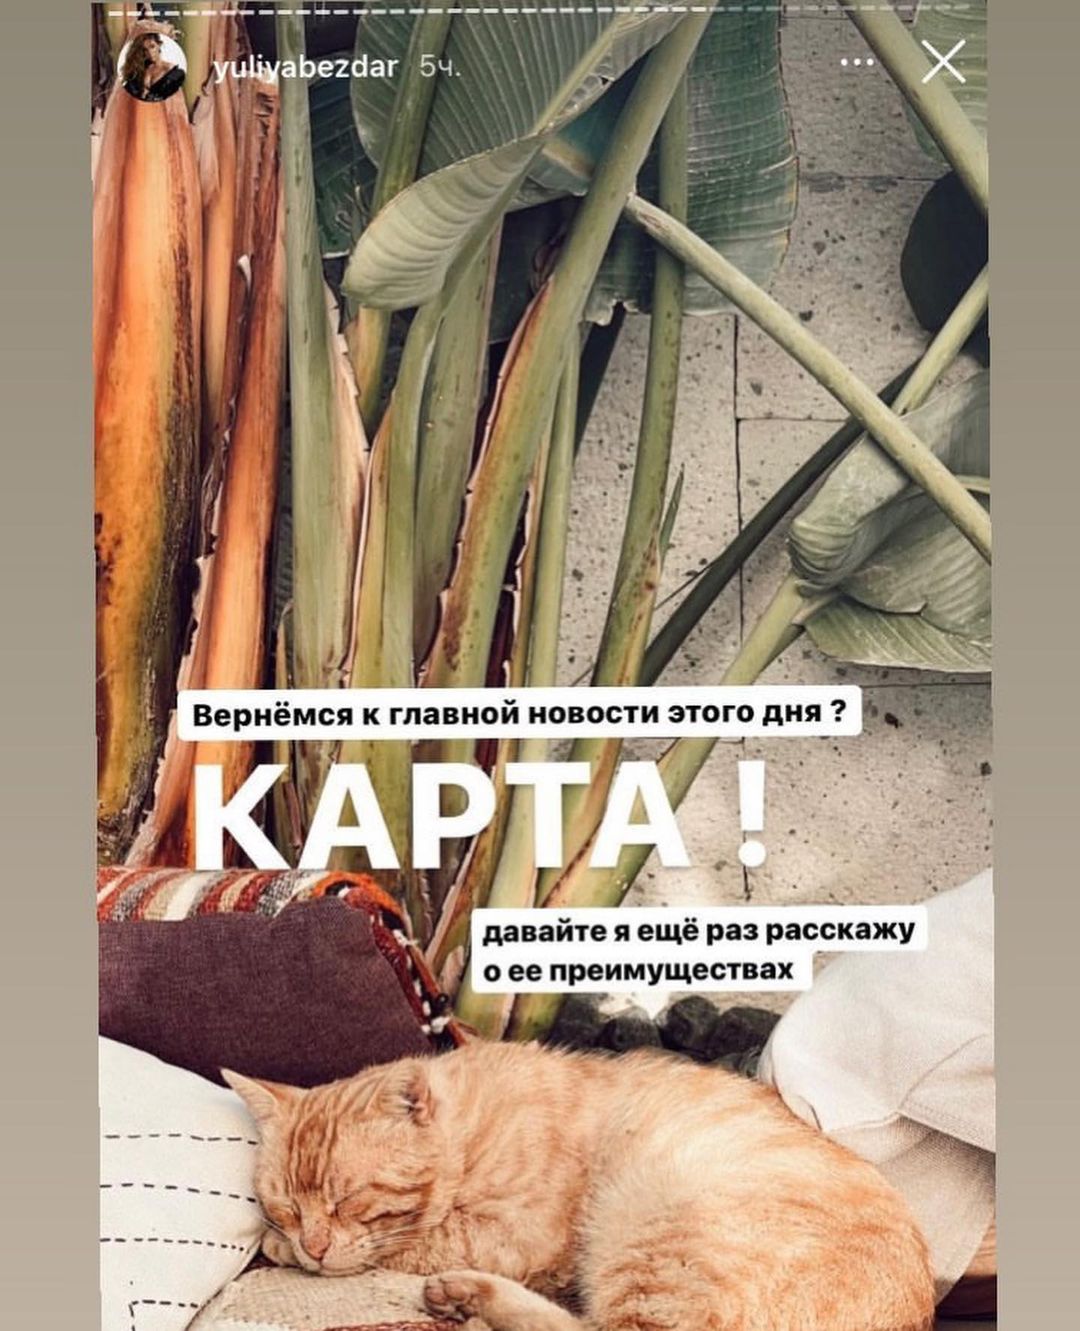 yuliyabezdar 5ч.
Вернёмся к главной новости этого дня ?
КАРТА !
давайте я ещё раз расскажу
о ее преимуществах